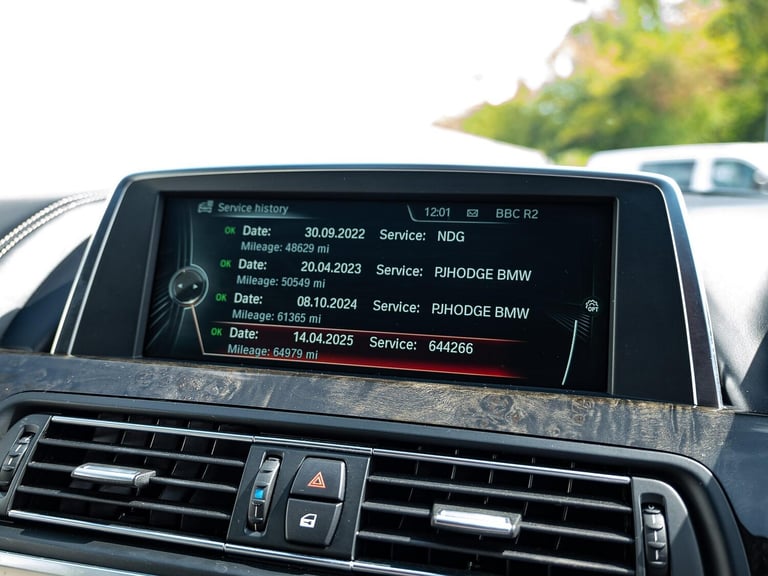 Service history 12:01 BBC R2
OK Date: 30.09.2022 Service: NDG
Mileage: 48629 mi
OK Date: 20.04.2023 Service: PJHODGE BMW
Mileage: 50549 mi
OK Date: 08.10.2024 Service: PJHODGE BMW
Mileage: 61365 mi
OPT
OK Date: 14.04.2025 Service: 644266
Mileage: 64979 mi